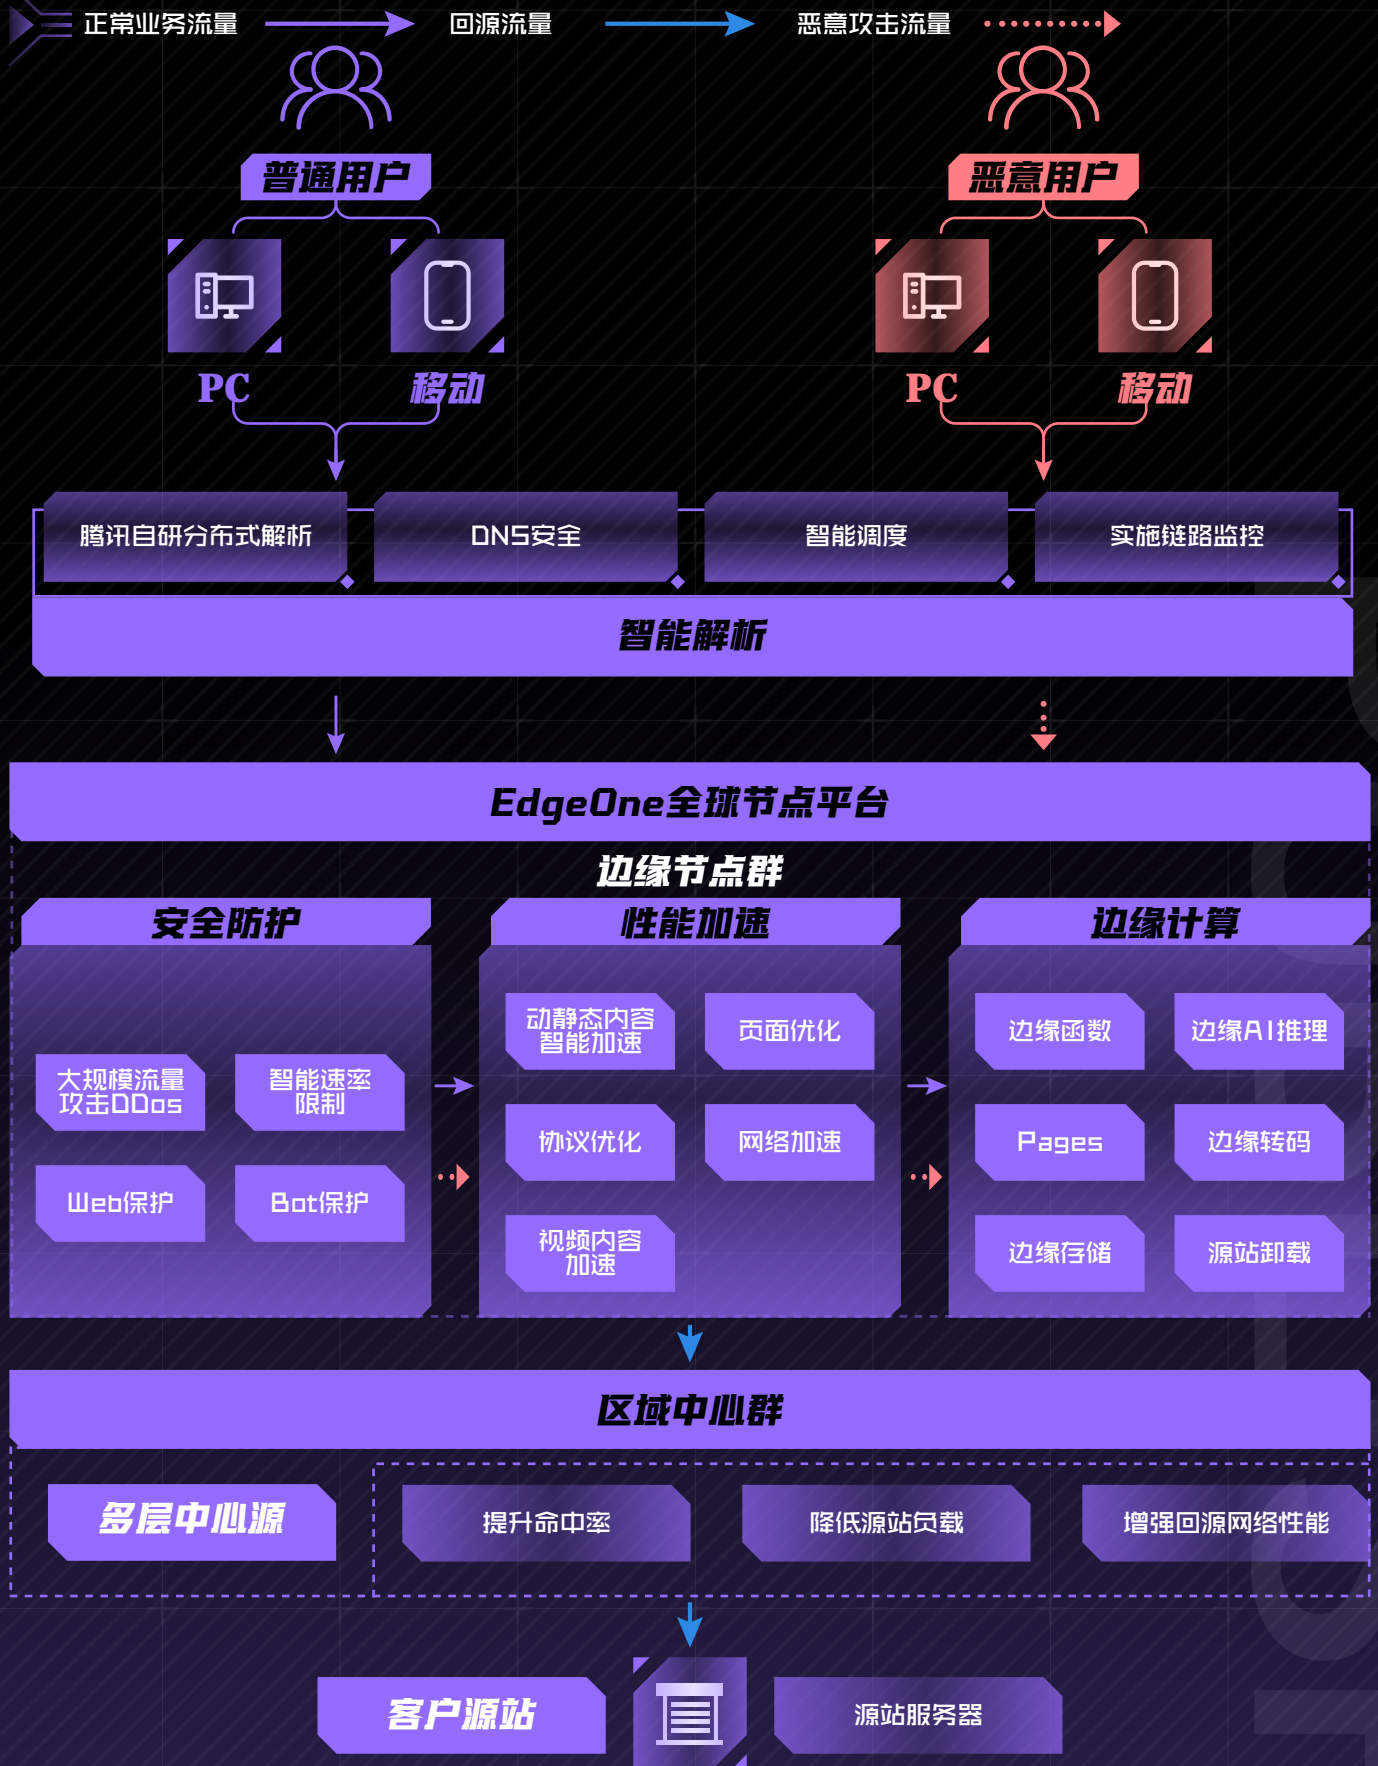 正常业务流量
回源流量
恶意攻击流量
普通用户
恶意用户
PC
移动
PC
移动
腾讯自研分布式解析
DNS安全
智能调度
实施链路监控
智能解析
EdgeOne全球节点平台
边缘节点群
安全防护
性能加速
边缘计算
大规模流量
攻击DDos
智能速率
限制
Web保护
Bot保护
动静态内容
智能加速
页面优化
协议优化
网络加速
视频内容
加速
边缘函数
边缘AI推理
Pages
边缘转码
边缘存储
源站卸载
区域中心群
多层中心源
提升命中率
降低源站负载
增强回源网络性能
客户源站
源站服务器